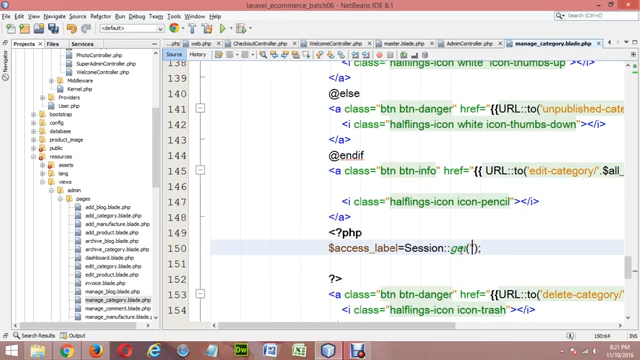 laravel_ecommerce_batch06 - NetBeans IDE 8.1
File Edit View Navigate Source Refactor Run Debug Team Tools Window Help
<default>
Projects Files Services
.php web.php CheckoutController.php WelcomeController.php master.blade.php AdminController.php manage_category.blade.php
Source History
PhotoController.php
SuperAdminController.php
WelcomeController.php
Middleware
Kernel.php
Providers
User.php
bootstrap
config
database
product_image
public
resources
assets
lang
views
admin
pages
add_blog.blade.php
add_category.blade.php
add_manufacture.blade.php
add_product.blade.php
archive_blog.blade.php
archive_category.blade.php
dashboard.blade.php
edit_category.blade.php
invoice.blade.php
manage_blog.blade.php
manage_category.blade.php
manage_comment.blade.php
manage_manufacture.blade.php
138 <i class="halflings-icon white icon-thumbs-up"></i>
139 </a>
140 @else
141 <a class="btn btn-danger" href="{{URL::to('unpublished-cate
142 <i class="halflings-icon white icon-thumbs-down"></i>
143 </a>
144 @endif
145 <a class="btn btn-info" href="{{ URL::to('edit-category/'.$all_
146
147 <i class="halflings-icon icon-pencil"></i>
148 </a>
149 <?php
150 $access_label=Session::get('');
151
152 ?>
153 <a class="btn btn-danger" href="{{URL::to('delete-category/'
154 <i class="halflings-icon icon-trash"></i>
Search Results Output
150:64 INS
8:21 PM
11/10/2016